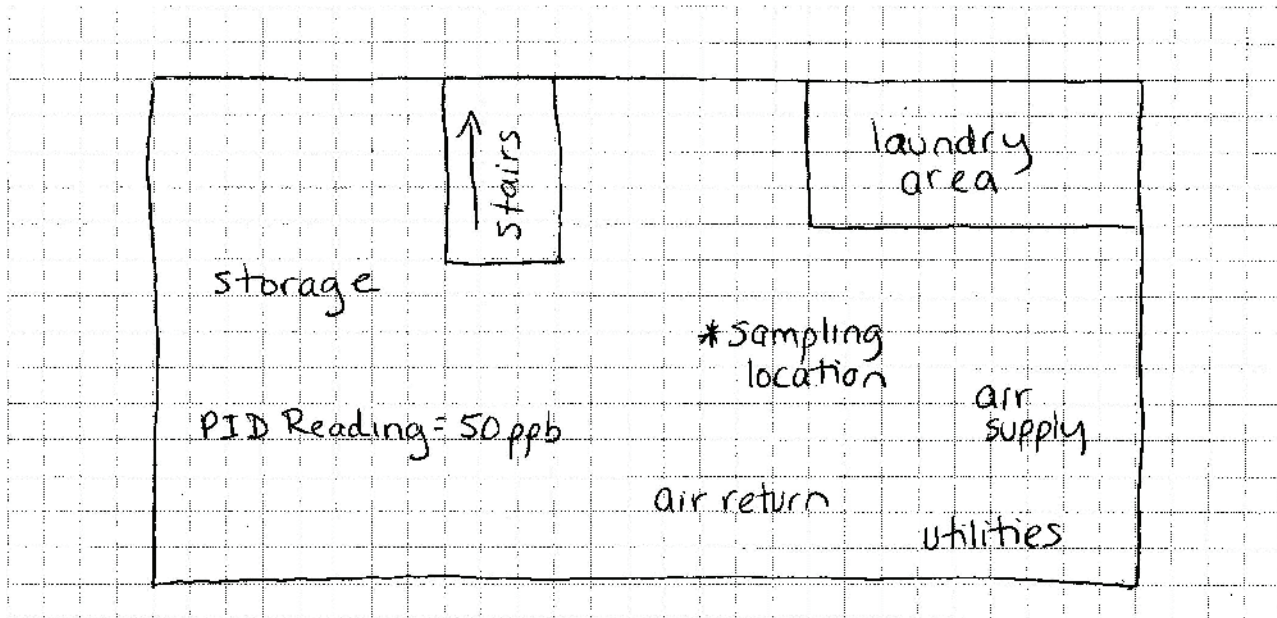 stairs
laundry
area
storage
*sampling
location
air
supply
PID Reading = 50 ppb
air return
utilities